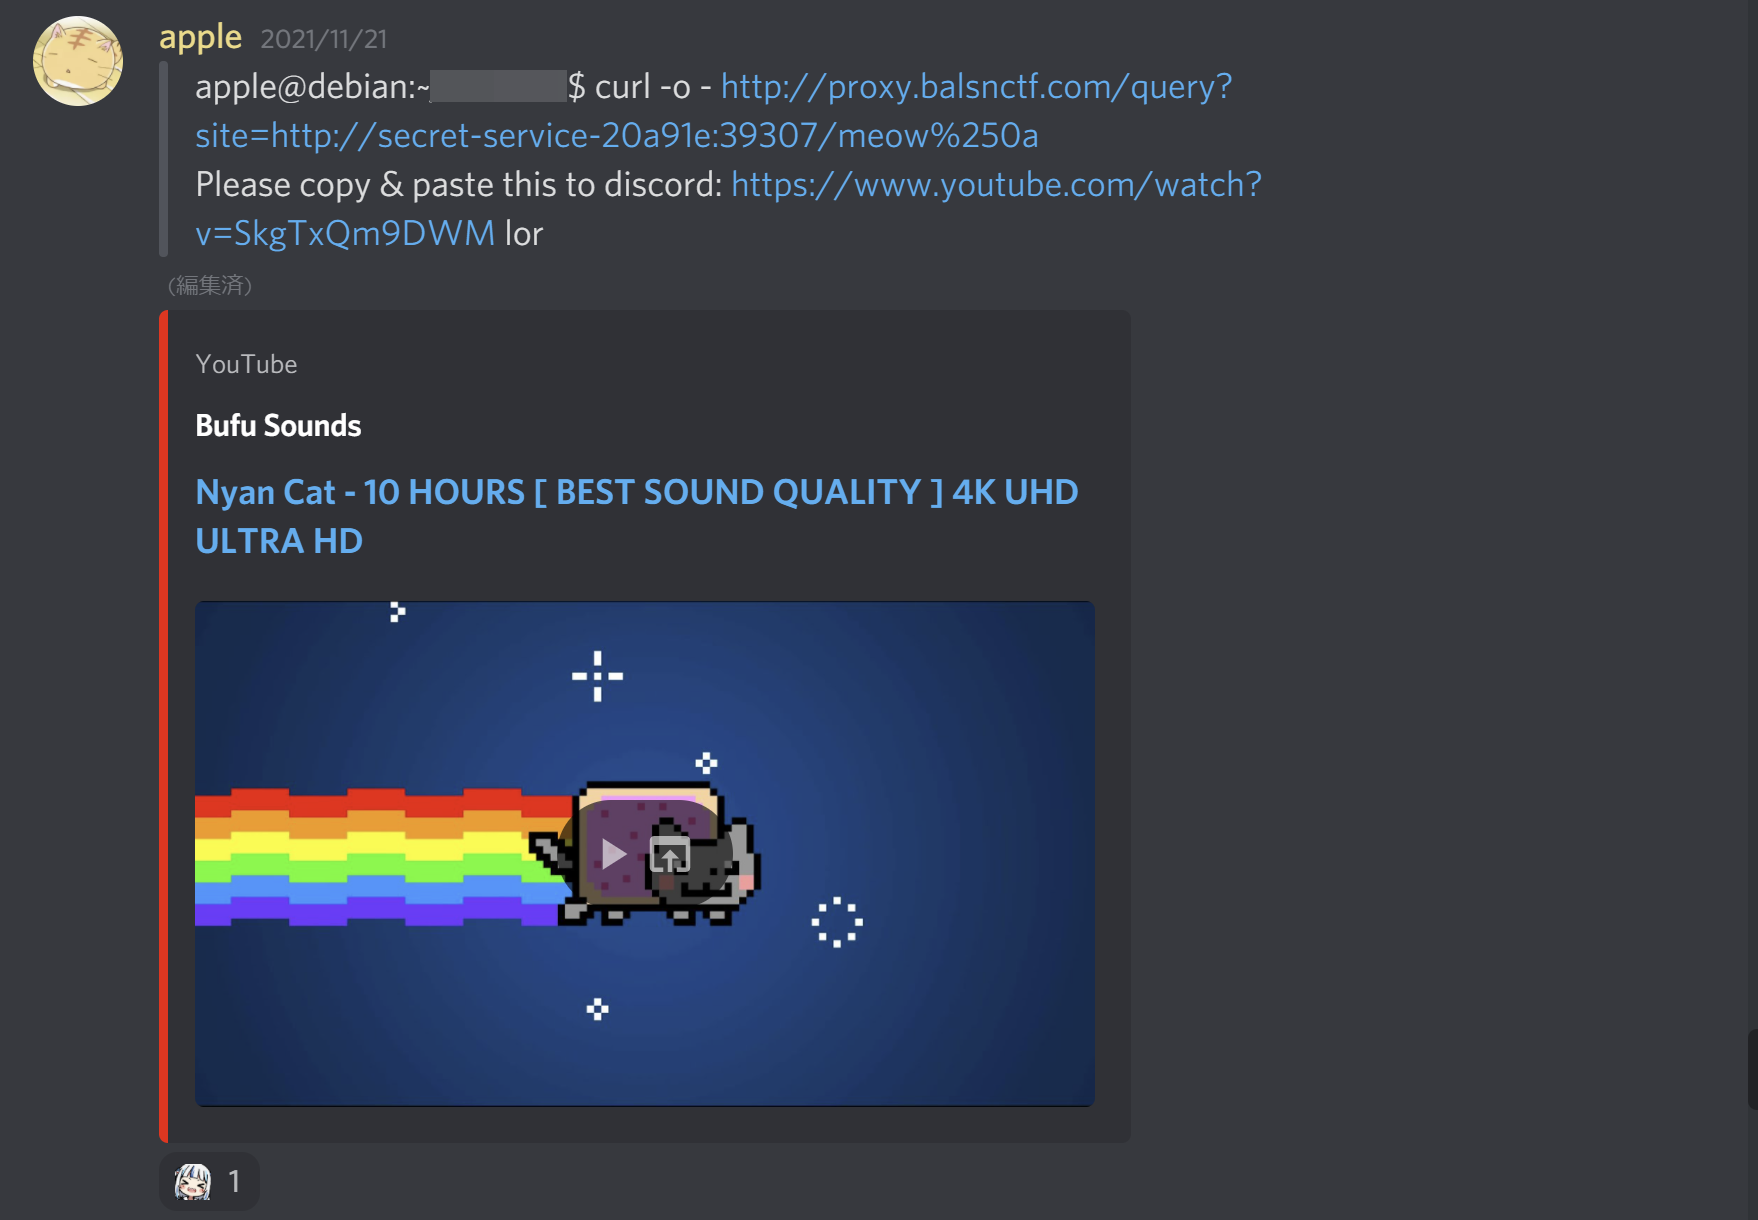 apple 2021/11/21
apple@debian:~ $ curl -o - http://proxy.balsnctf.com/query?
site=http://secret-service-20a91e:39307/meow%250a
Please copy & paste this to discord: https://www.youtube.com/watch?
v=SkgTxQm9DWM lor
(編集済)
YouTube
Bufu Sounds
Nyan Cat - 10 HOURS [ BEST SOUND QUALITY ] 4K UHD
ULTRA HD
1